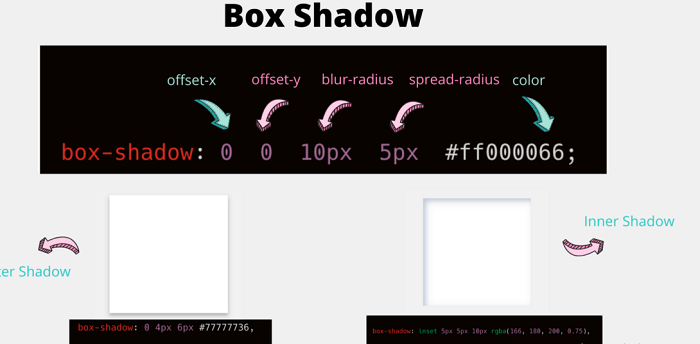 Box Shadow
offset-x offset-y blur-radius spread-radius color
box-shadow: 0 0 10px 5px #ff000066;
Inner Shadow
Shadow
box-shadow: 0 4px 6px #77777736,
box-shadow: inset 5px 5px 10px rgba(166, 180, 200, 0.75),